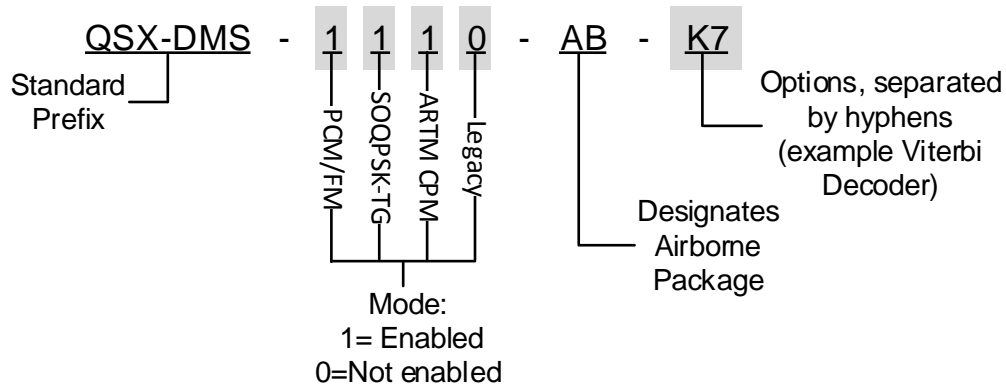 QSX-DMS - 1 1 1 0 - AB - K7
Standard
Prefix
PCM/FM
SOQPSK-TG
ARTM CPM
Legacy
Options, separated
by hyphens
(example Viterbi
Decoder)
Designates
Airborne
Package
Mode:
1= Enabled
0=Not enabled